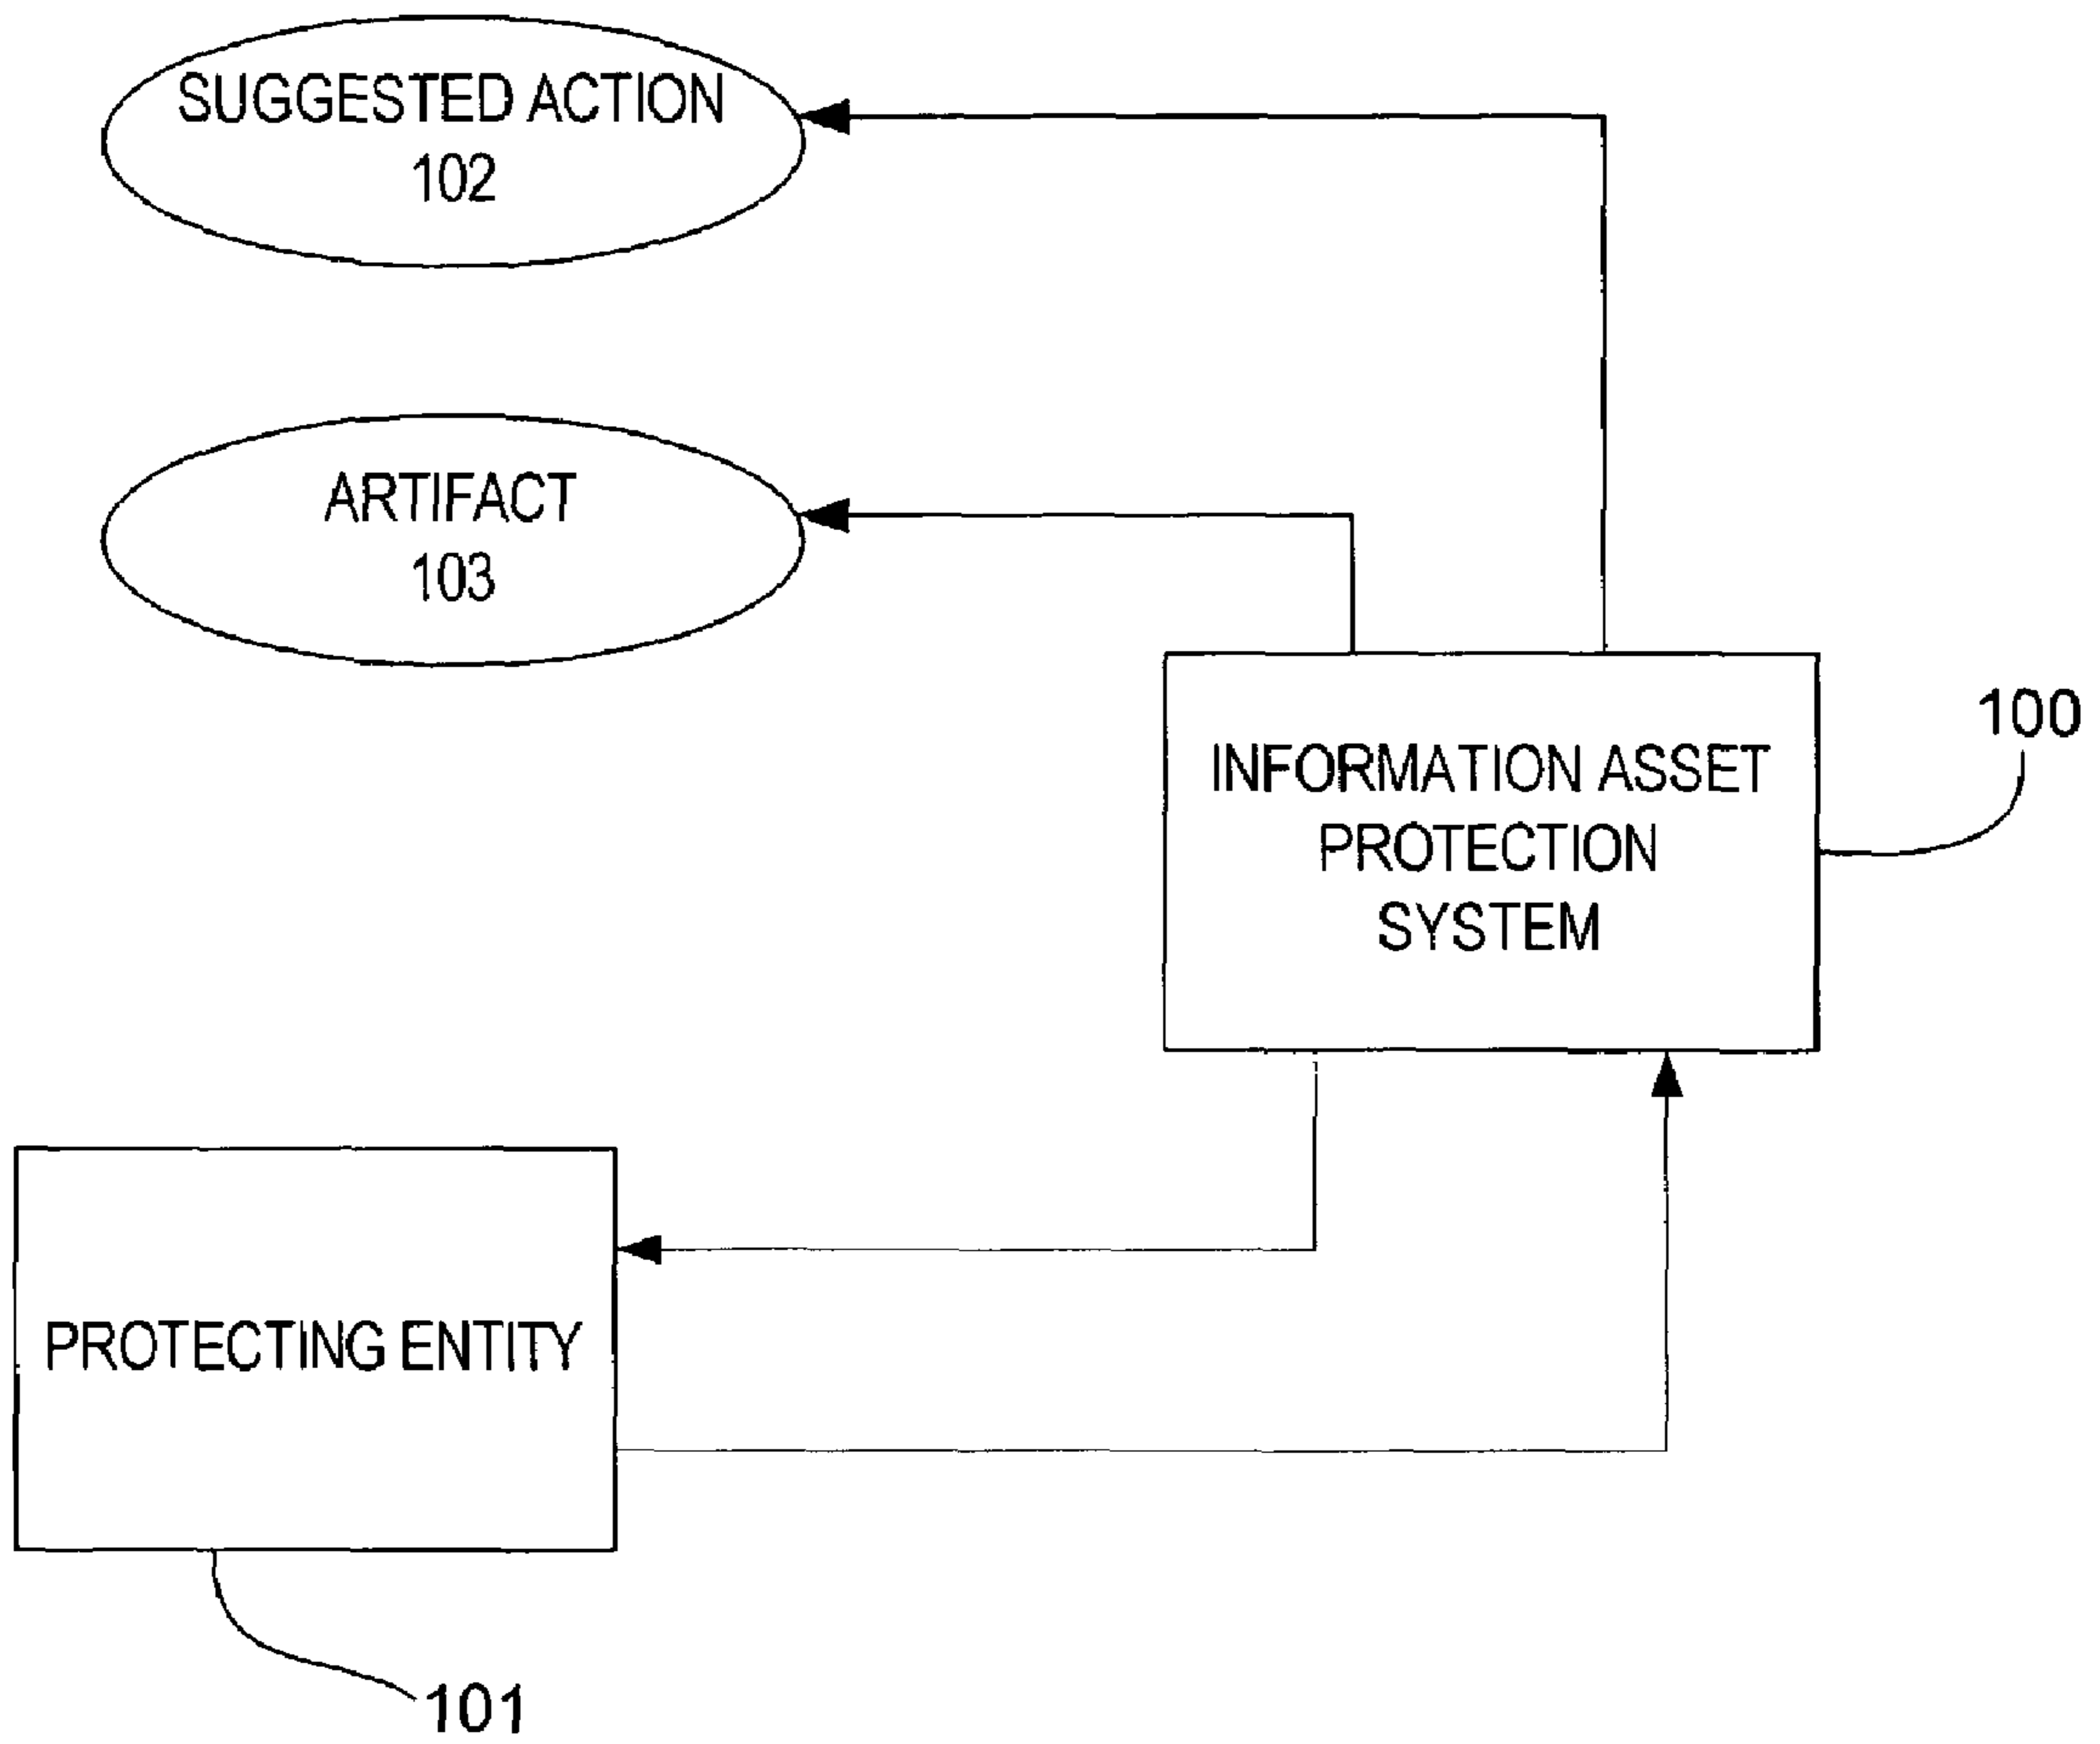 SUGGESTED ACTION
102
ARTIFACT
103
100
INFORMATION ASSET
PROTECTION
SYSTEM
PROTECTING ENTITY
101